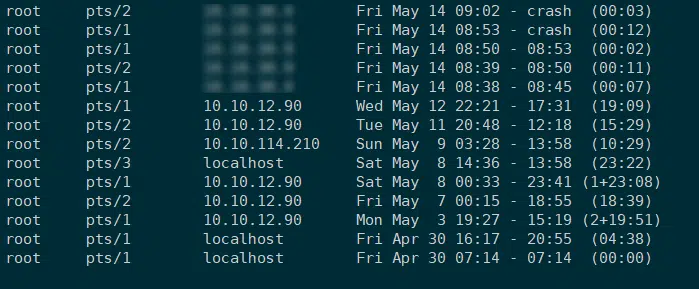 root     pts/2                         Fri May 14 09:02 - crash  (00:03)
root     pts/1                         Fri May 14 08:53 - crash  (00:12)
root     pts/1                         Fri May 14 08:50 - 08:53  (00:02)
root     pts/2                         Fri May 14 08:39 - 08:50  (00:11)
root     pts/1                         Fri May 14 08:38 - 08:45  (00:07)
root     pts/1        10.10.12.90      Wed May 12 22:21 - 17:31  (19:09)
root     pts/2        10.10.12.90      Tue May 11 20:48 - 12:18  (15:29)
root     pts/2        10.10.114.210    Sun May  9 03:28 - 13:58  (10:29)
root     pts/3        localhost        Sat May  8 14:36 - 13:58  (23:22)
root     pts/1        10.10.12.90      Sat May  8 00:33 - 23:41 (1+23:08)
root     pts/2        10.10.12.90      Fri May  7 00:15 - 18:55  (18:39)
root     pts/1        10.10.12.90      Mon May  3 19:27 - 15:19 (2+19:51)
root     pts/1        localhost        Fri Apr 30 16:17 - 20:55  (04:38)
root     pts/1        localhost        Fri Apr 30 07:14 - 07:14  (00:00)